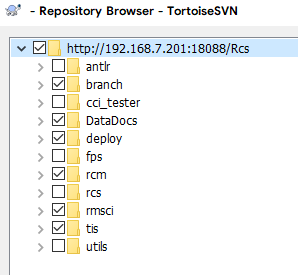 - Repository Browser - TortoiseSVN
http://192.168.7.201:18088/Rcs
antlr
branch
cci_tester
DataDocs
deploy
fps
rcm
rcs
rmsci
tis
utils